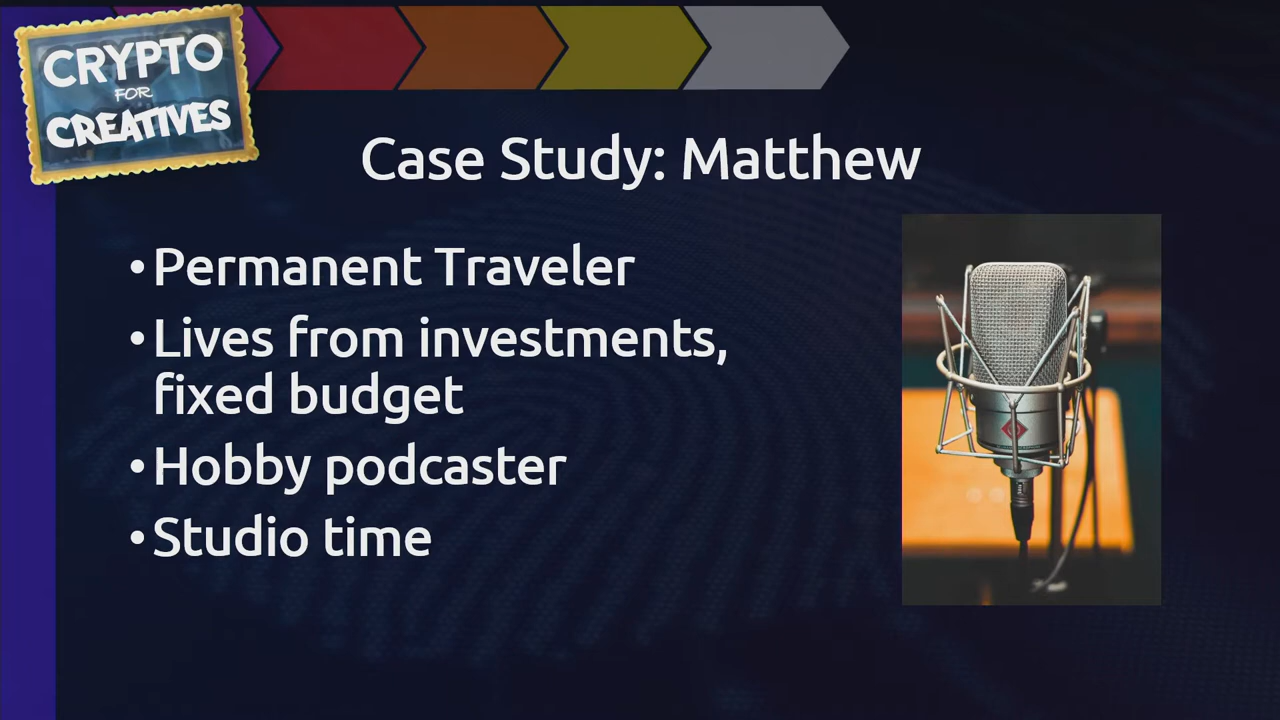 CRYPTO
FOR
CREATIVES
Case Study: Matthew
• Permanent Traveler
• Lives from investments,
fixed budget
• Hobby podcaster
• Studio time